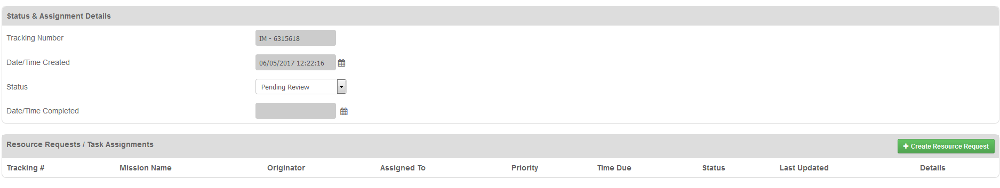 Status & Assignment Details
Tracking Number
IM - 6315618
Date/Time Created
06/05/2017 12:22:16
Status
Pending Review
Date/Time Completed
Resource Requests / Task Assignments
+ Create Resource Request
Tracking # Mission Name Originator Assigned To Priority Time Due Status Last Updated Details